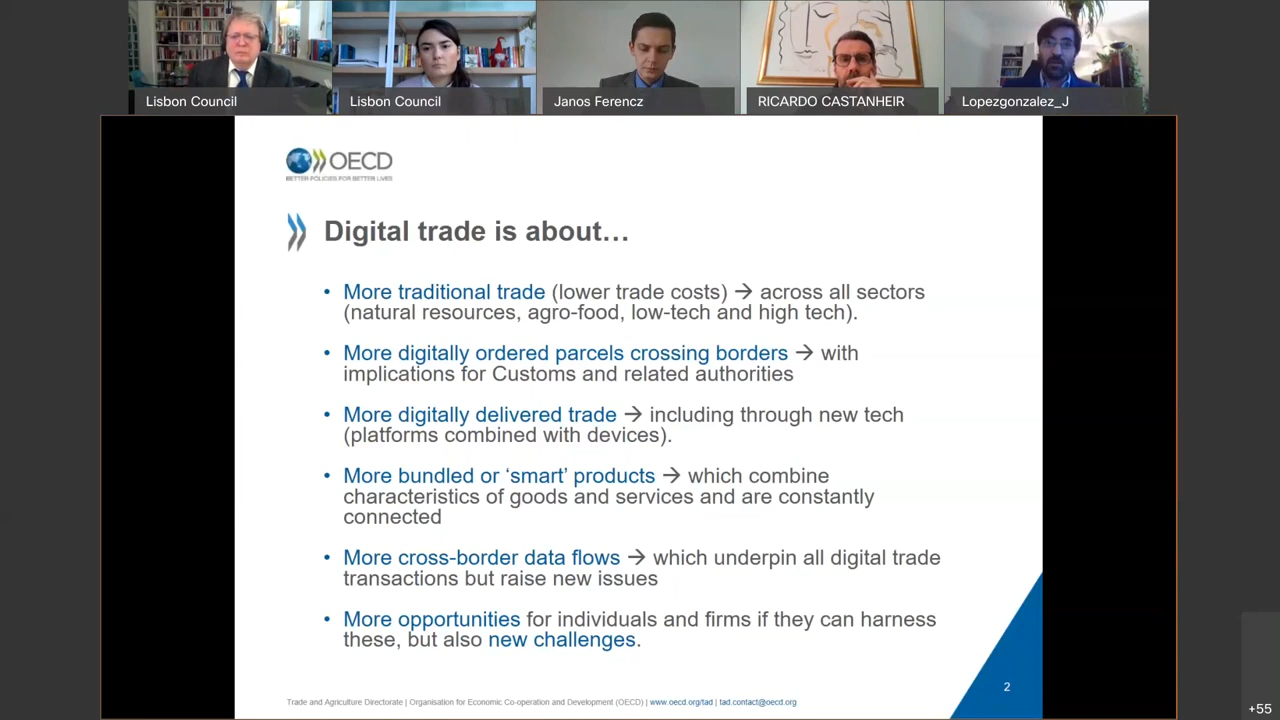 Lisbon Council
Lisbon Council
Janos Ferencz
RICARDO CASTANHEIR
Lopezgonzalez_J
OECD
BETTER POLICIES FOR BETTER LIVES
Digital trade is about…
• More traditional trade (lower trade costs) → across all sectors
(natural resources, agro-food, low-tech and high tech).
• More digitally ordered parcels crossing borders → with
implications for Customs and related authorities
• More digitally delivered trade → including through new tech
(platforms combined with devices).
• More bundled or ‘smart’ products → which combine
characteristics of goods and services and are constantly
connected
• More cross-border data flows → which underpin all digital trade
transactions but raise new issues
• More opportunities for individuals and firms if they can harness
these, but also new challenges.
2
Trade and Agriculture Directorate | Organisation for Economic Co-operation and Development (OECD) | www.oecd.org/tad | tad.contact@oecd.org
+55